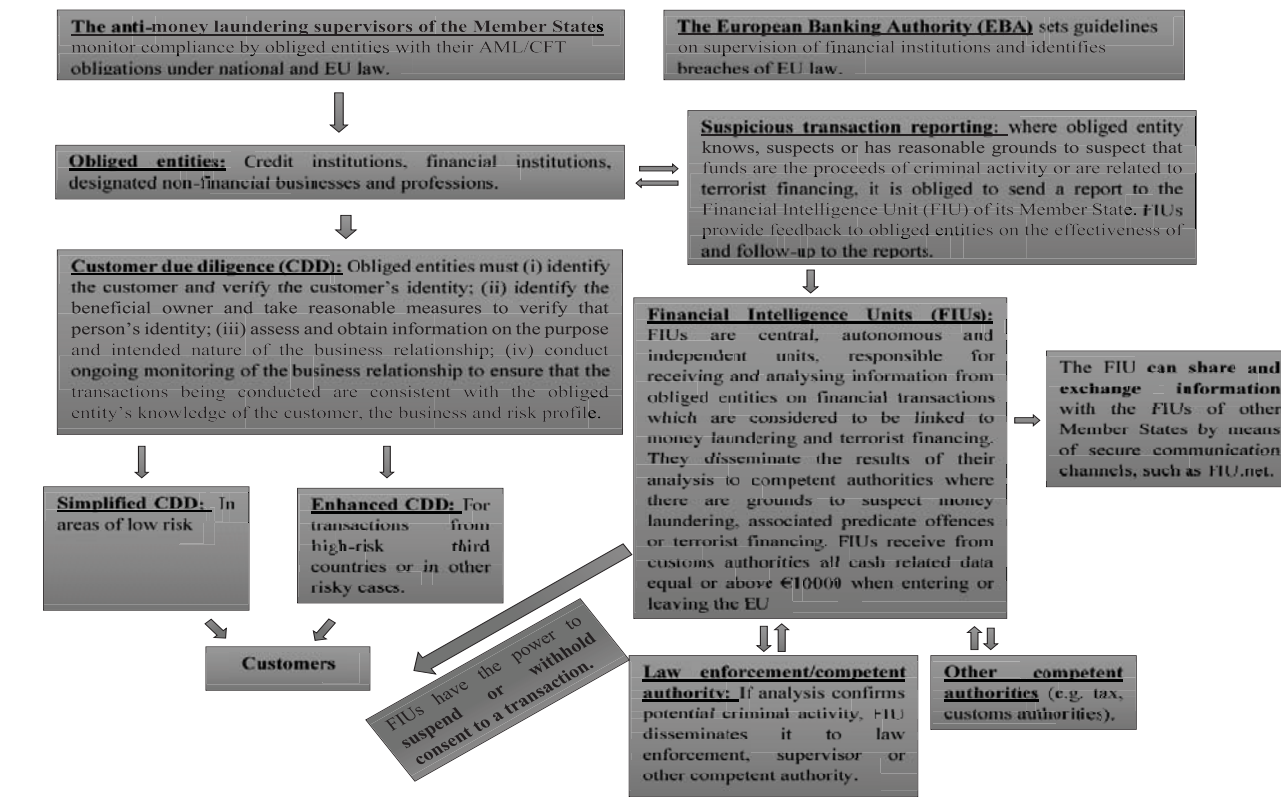 The anti-money laundering supervisors of the Member States
monitor compliance by obliged entities with their AML/CFT
obligations under national and EU law.
The European Banking Authority (EBA) sets guidelines
on supervision of financial institutions and identifies
breaches of EU law.
Obliged entities: Credit institutions, financial institutions,
designated non-financial businesses and professions.
Suspicious transaction reporting: where obliged entity
knows, suspects or has reasonable grounds to suspect that
funds are the proceeds of criminal activity or are related to
terrorist financing, it is obliged to send a report to the
Financial Intelligence Unit (FIU) of its Member State. FIUs
provide feedback to obliged entities on the effectiveness of
and follow-up to the reports.
Customer due diligence (CDD): Obliged entities must (i) identify
the customer and verify the customer's identity; (ii) identify the
beneficial owner and take reasonable measures to verify that
person's identity; (iii) assess and obtain information on the purpose
and intended nature of the business relationship; (iv) conduct
ongoing monitoring of the business relationship to ensure that the
transactions being conducted are consistent with the obliged
entity's knowledge of the customer, the business and risk profile.
Financial Intelligence Units (FIUs):
FIUs are central, autonomous and
independent units, responsible for
receiving and analysing information from
obliged entities on financial transactions
which are considered to be linked to
money laundering and terrorist financing.
They disseminate the results of their
analysis to competent authorities where
there are grounds to suspect money
laundering, associated predicate offences
or terrorist financing. FIUs receive from
customs authorities all cash related data
equal or above €10000 when entering or
leaving the EU
The FIU can share and
exchange information
with the FIUs of other
Member States by means
of secure communication
channels, such as FIU.net.
Simplified CDD: In
areas of low risk
Enhanced CDD: For
transactions from
high-risk third
countries or in other
risky cases.
Customers
FIUs have the power to
suspend or withhold
consent to a transaction.
Law enforcement/competent
authority: If analysis confirms
potential criminal activity, FIU
disseminates it to law
enforcement, supervisor or
other competent authority.
Other competent
authorities (e.g. tax,
customs authorities).